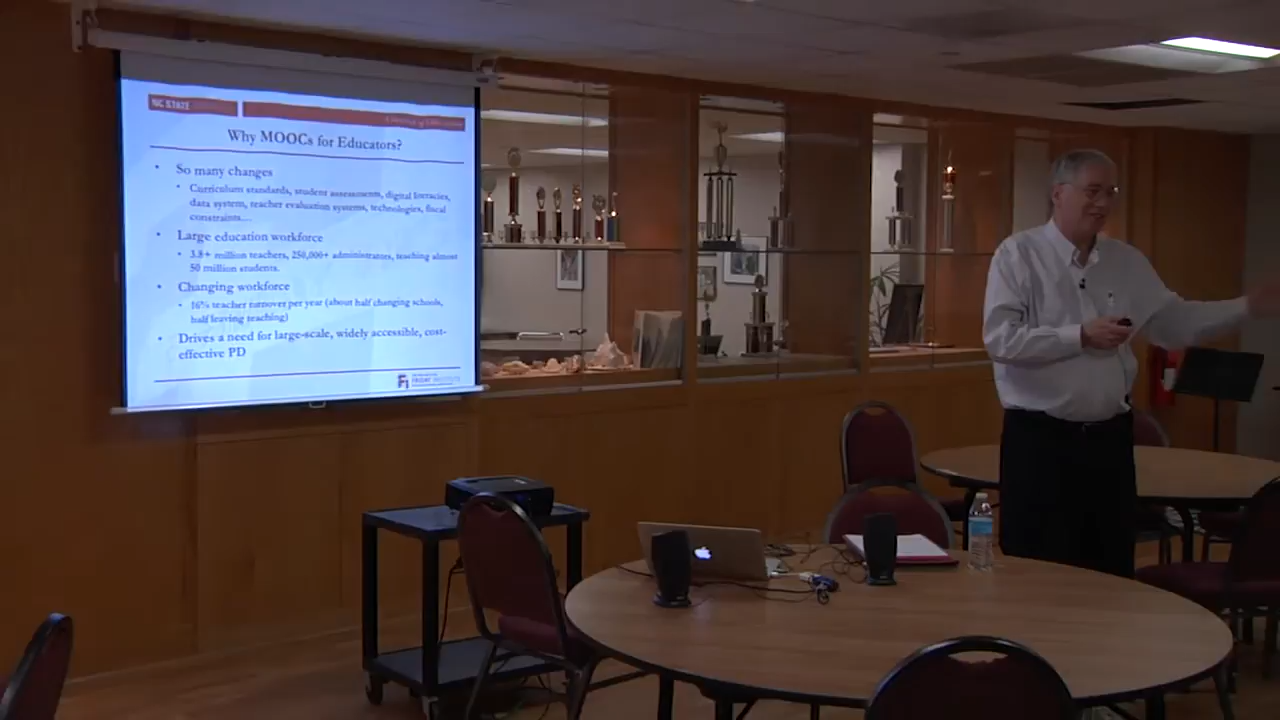 NC STATE
Why MOOCs for Educators?
• So many changes
• Curriculum standards, student assessments, digital literacies,
data system, teacher evaluation systems, technologies, fiscal
constraints…
• Large education workforce
• 3.8+ million teachers, 250,000+ administrators, teaching almost
50 million students.
• Changing workforce
• 16% teacher turnover per year (about half changing schools,
half leaving teaching)
• Drives a need for large-scale, widely accessible, cost-
effective PD
FRIDAY INSTITUTE